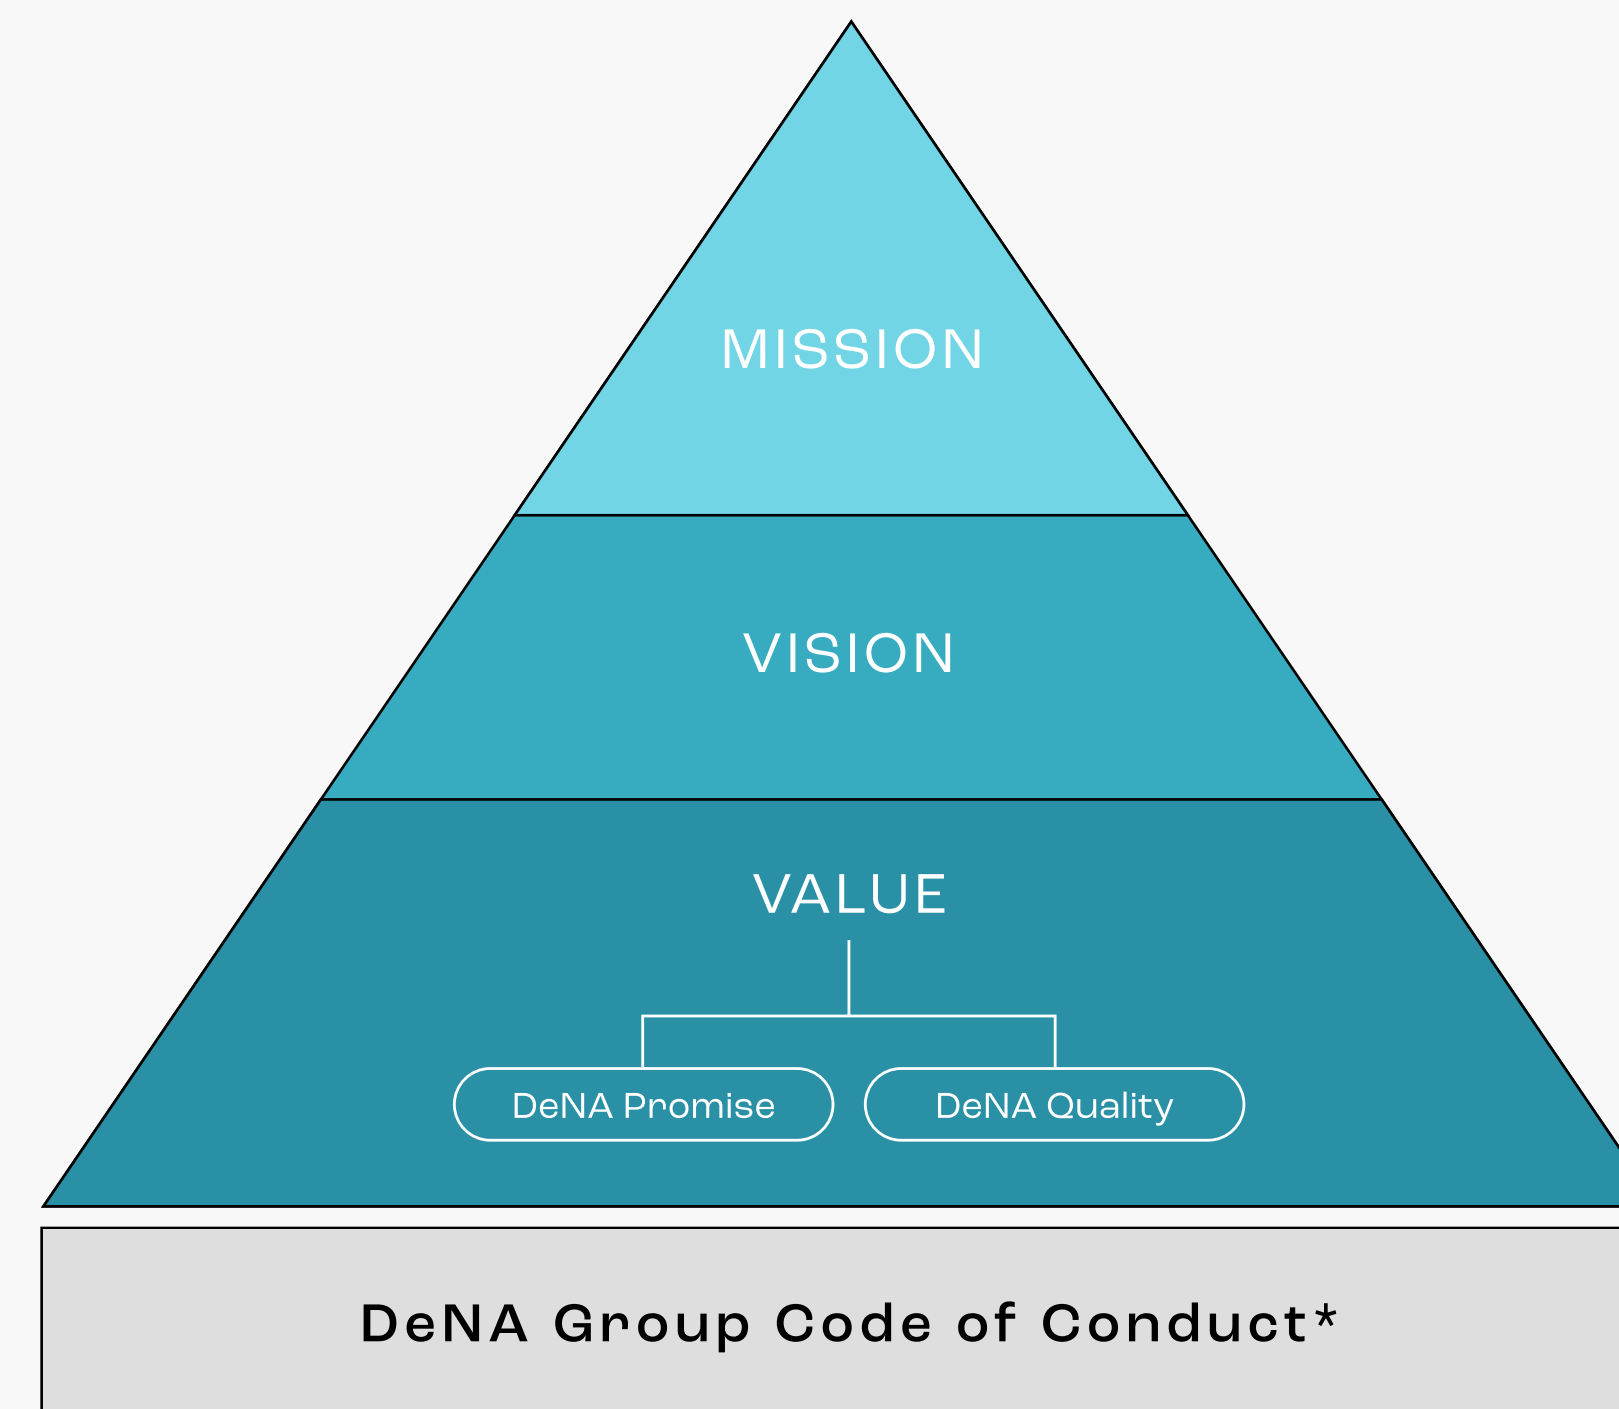 MISSION
VISION
VALUE
DeNA Promise
DeNA Quality
DeNA Group Code of Conduct*